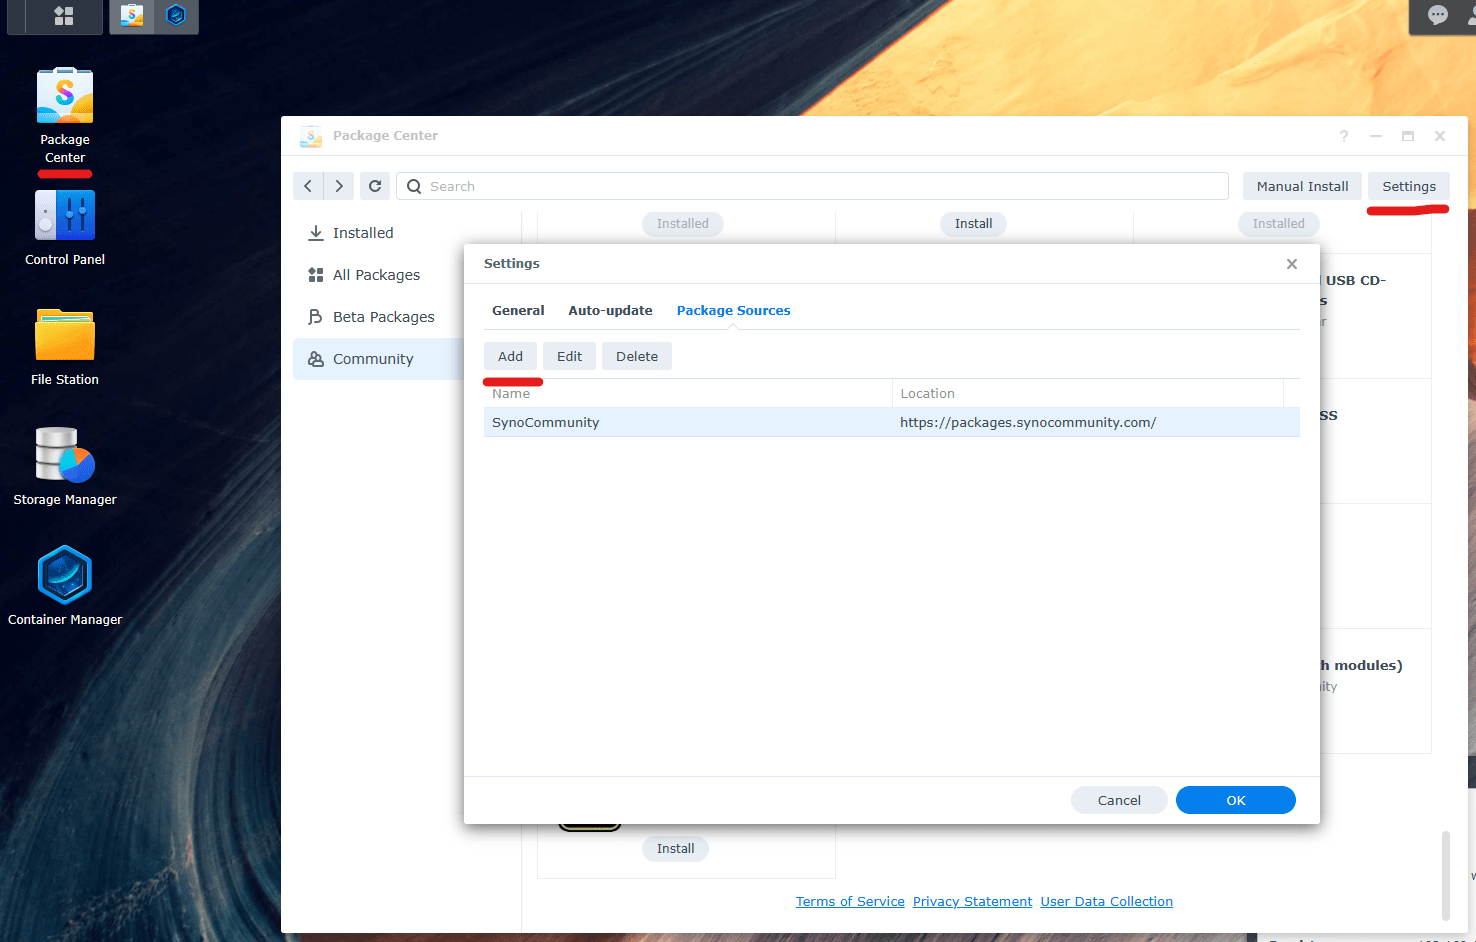 Package
Center
Control Panel
File Station
Storage Manager
Container Manager
Package Center
Search
Manual Install
Settings
Installed
All Packages
Beta Packages
Community
Installed
Install
Installed
USB CD-
s
r
SS
h modules)
ity
Settings
General
Auto-update
Package Sources
Add
Edit
Delete
Name
Location
SynoCommunity
https://packages.synocommunity.com/
Cancel
OK
Install
Terms of Service
Privacy Statement
User Data Collection